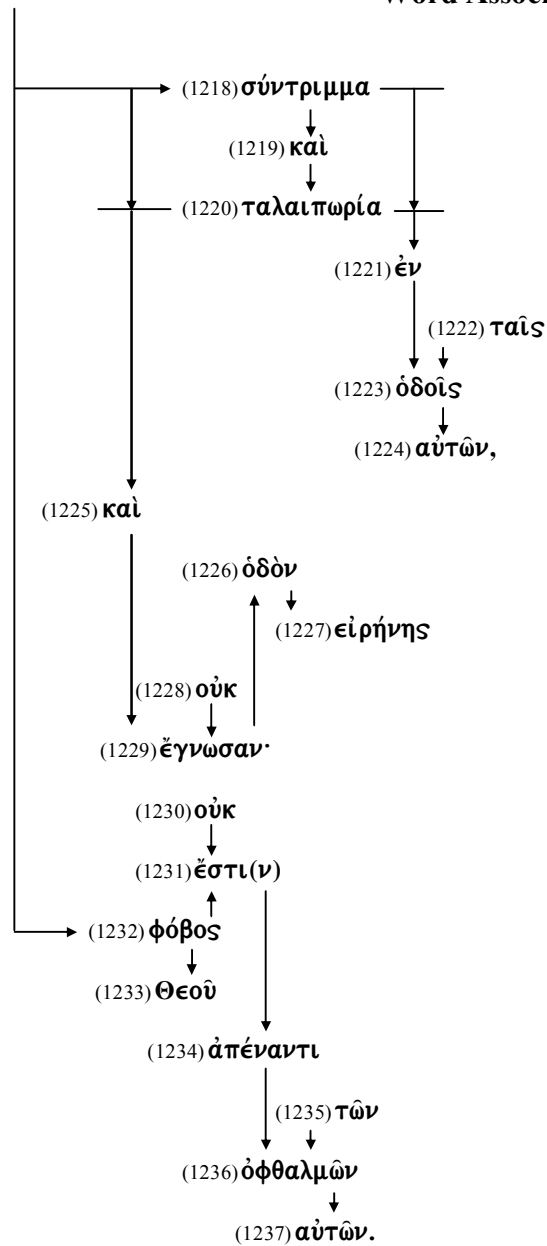 Word Assoc
(1218) σύντριμμα
(1219) καὶ
(1220) ταλαιπωρία
(1221) ἐν
(1222) ταῖς
(1223) ὁδοῖς
(1224) αὐτῶν,
(1225) καὶ
(1226) ὁδὸν
(1227) εἰρήνης
(1228) οὐκ
(1229) ἔγνωσαν·
(1230) οὐκ
(1231) ἔστι(ν)
(1232) φόβος
(1233) Θεοῦ
(1234) ἀπέναντι
(1235) τῶν
(1236) ὀφθαλμῶν
(1237) αὐτῶν.